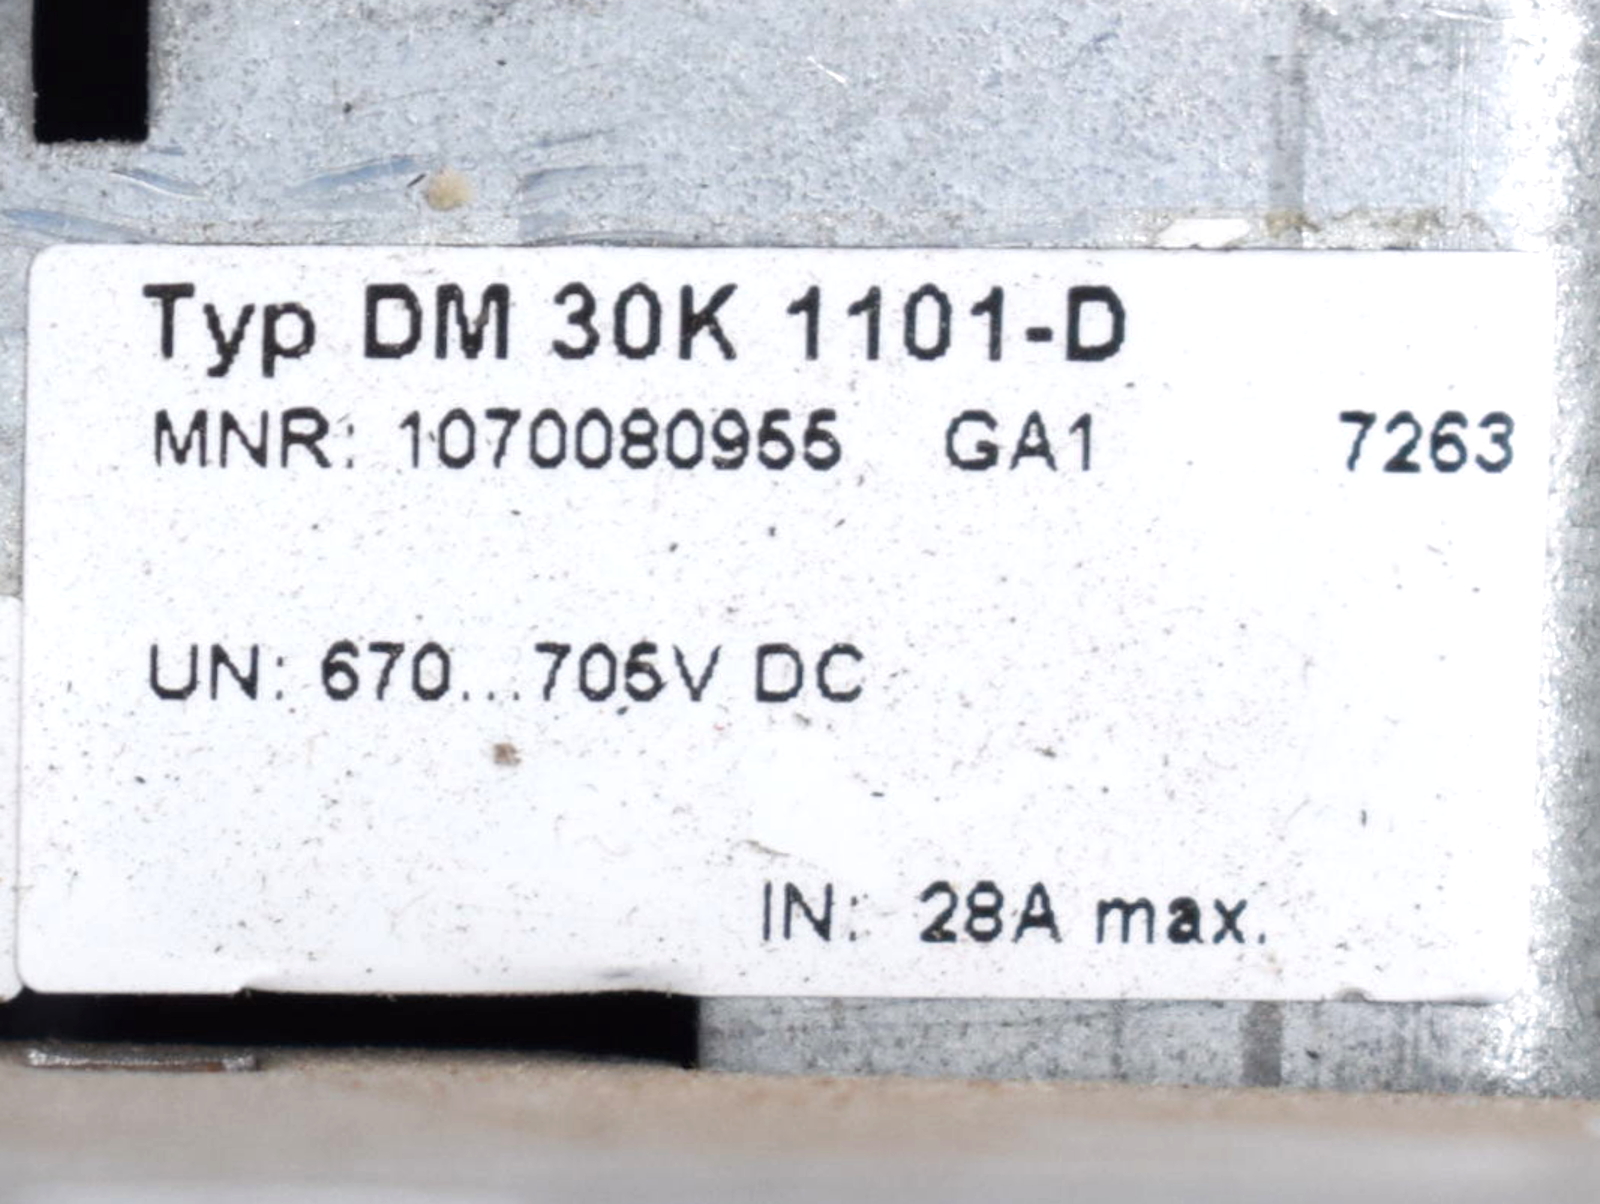 Typ DM 30K 1101-D
MNR: 1070080955 GA1 7263
UN: 670...705V DC
IN: 28A max.